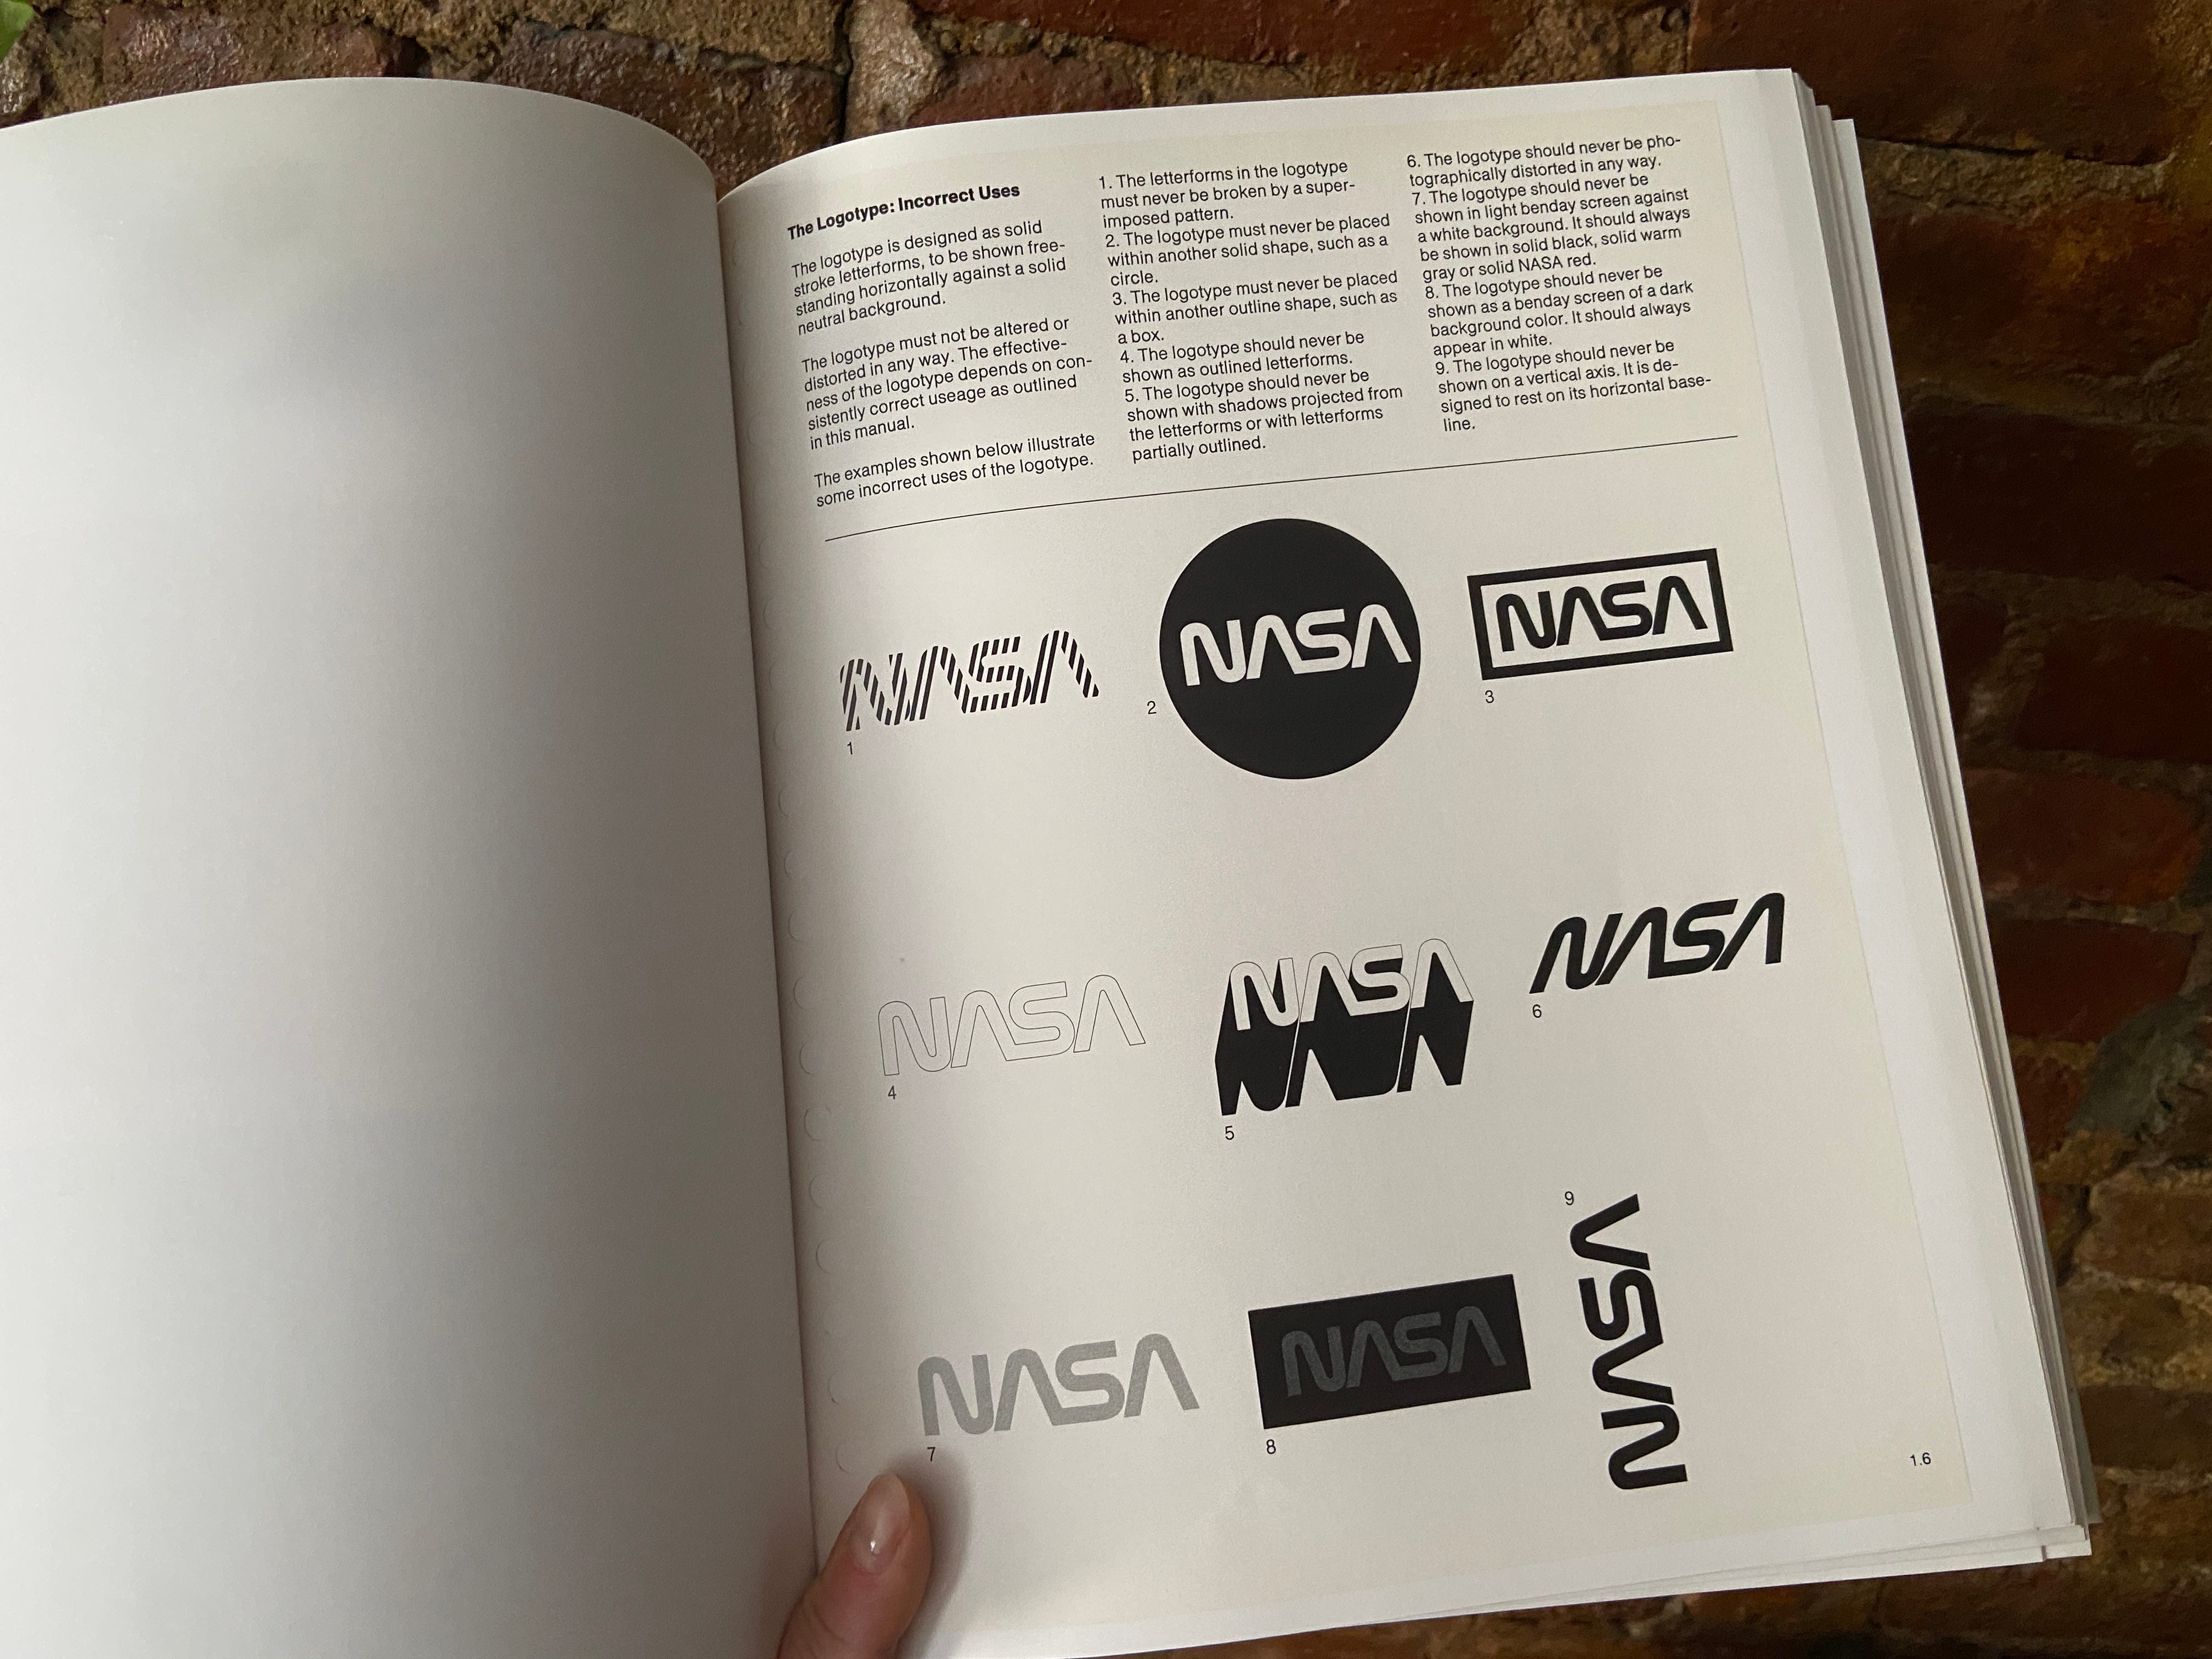 The Logotype: Incorrect Uses
The logotype is designed as solid
stroke letterforms, to be shown free-
standing horizontally against a solid
neutral background.
The logotype must not be altered or
distorted in any way. The effective-
ness of the logotype depends on con-
sistently correct useage as outlined
in this manual.
The examples shown below illustrate
some incorrect uses of the logotype.
1. The letterforms in the logotype
must never be broken by a super-
imposed pattern.
2. The logotype must never be placed
within another solid shape, such as a
circle.
3. The logotype must never be placed
within another outline shape, such as
a box.
4. The logotype should never be
shown as outlined letterforms.
5. The logotype should never be
shown with shadows projected from
the letterforms or with letterforms
partially outlined.
6. The logotype should never be pho-
tographically distorted in any way.
7. The logotype should never be
shown in light benday screen against
a white background. It should always
be shown in solid black, solid warm
gray or solid NASA red.
8. The logotype should never be
shown as a benday screen of a dark
background color. It should always
appear in white.
9. The logotype should never be
shown on a vertical axis. It is de-
signed to rest on its horizontal base-
line.
NASA
1
NASA
2
NASA
3
NASA
4
NASA
5
NASA
6
NASA
7
NASA
8
9
NASA
1.6